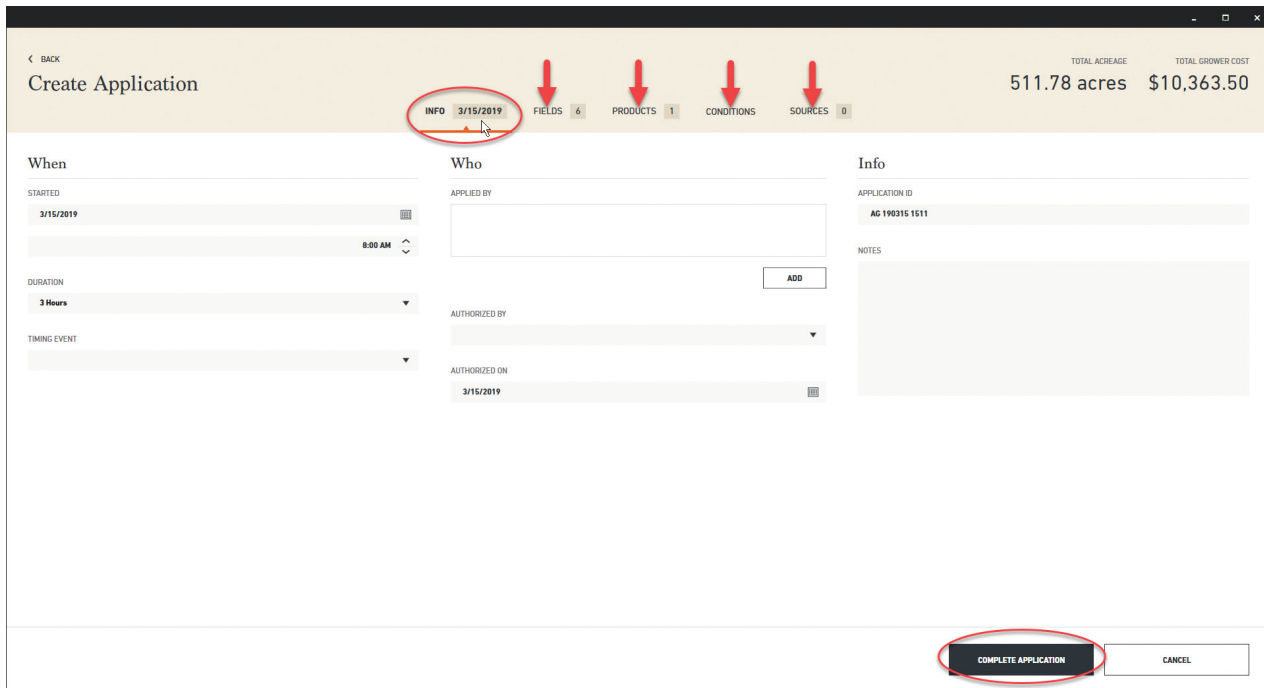 BACK
Create Application
INFO 3/15/2019 FIELDS 6 PRODUCTS 1 CONDITIONS SOURCES 0
TOTAL ACREAGE TOTAL GROWER COST
511.78 acres $10,363.50
When
STARTED
3/15/2019
8:00 AM
DURATION
3 Hours
TIMING EVENT
Who
APPLIED BY
ADD
AUTHORIZED BY
AUTHORIZED ON
3/15/2019
Info
APPLICATION ID
AG 190315 1511
NOTES
COMPLETE APPLICATION CANCEL